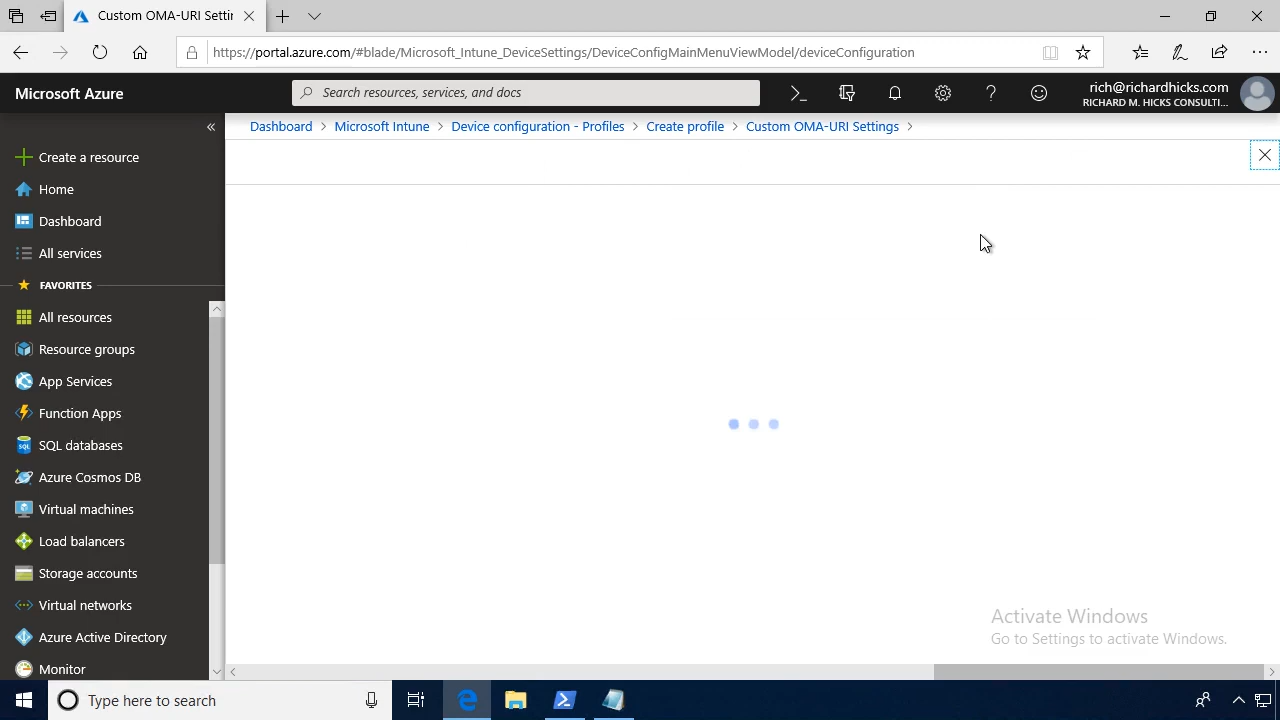 Custom OMA-URI Settir
https://portal.azure.com/#blade/Microsoft_Intune_DeviceSettings/DeviceConfigMainMenuViewModel/deviceConfiguration
Microsoft Azure
Search resources, services, and docs
rich@richardhicks.com
RICHARD M. HICKS CONSULTI...
Dashboard > Microsoft Intune > Device configuration - Profiles > Create profile > Custom OMA-URI Settings >
Create a resource
Home
Dashboard
All services
FAVORITES
All resources
Resource groups
App Services
Function Apps
SQL databases
Azure Cosmos DB
Virtual machines
Load balancers
Storage accounts
Virtual networks
Azure Active Directory
Monitor
Activate Windows
Go to Settings to activate Windows.
Type here to search